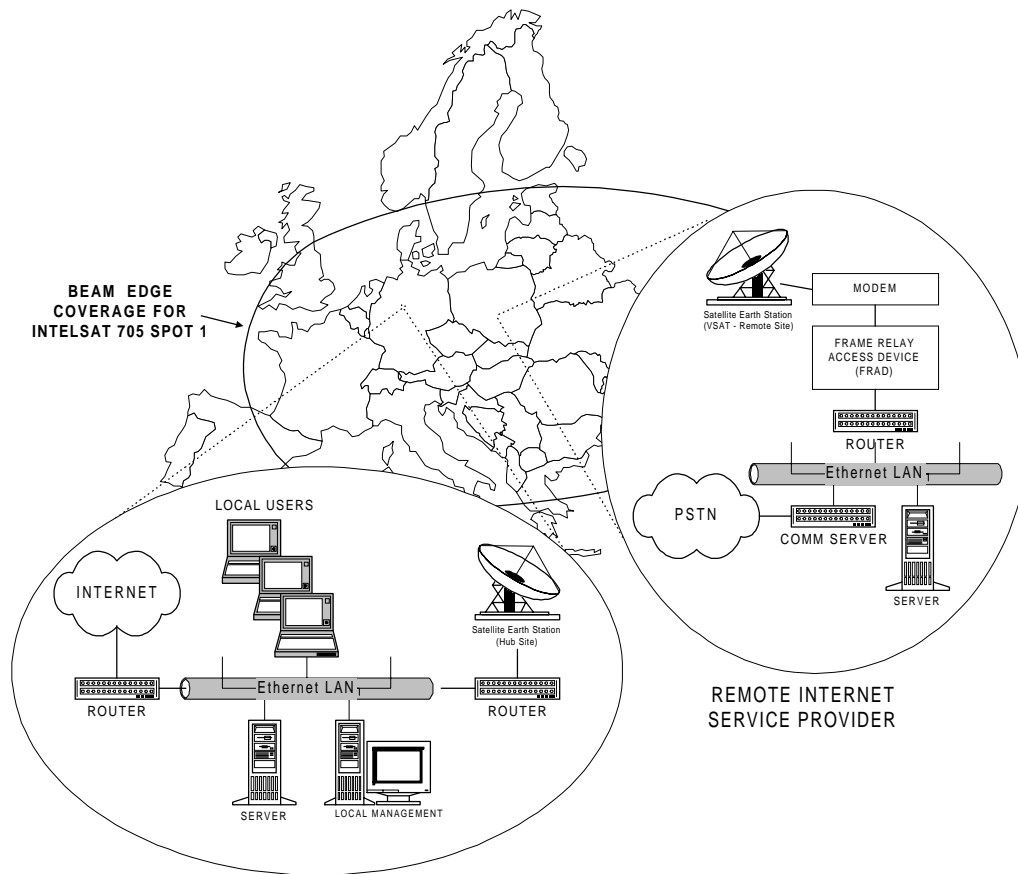 BEAM EDGE
COVERAGE FOR
INTELSAT 705 SPOT 1
Satellite Earth Station
(VSAT - Remote Site)
MODEM
FRAME RELAY
ACCESS DEVICE
(FRAD)
ROUTER
Ethernet LAN
PSTN
COMM SERVER
SERVER
REMOTE INTERNET
SERVICE PROVIDER
LOCAL USERS
INTERNET
Satellite Earth Station
(Hub Site)
Ethernet LAN
ROUTER
ROUTER
SERVER
LOCAL MANAGEMENT